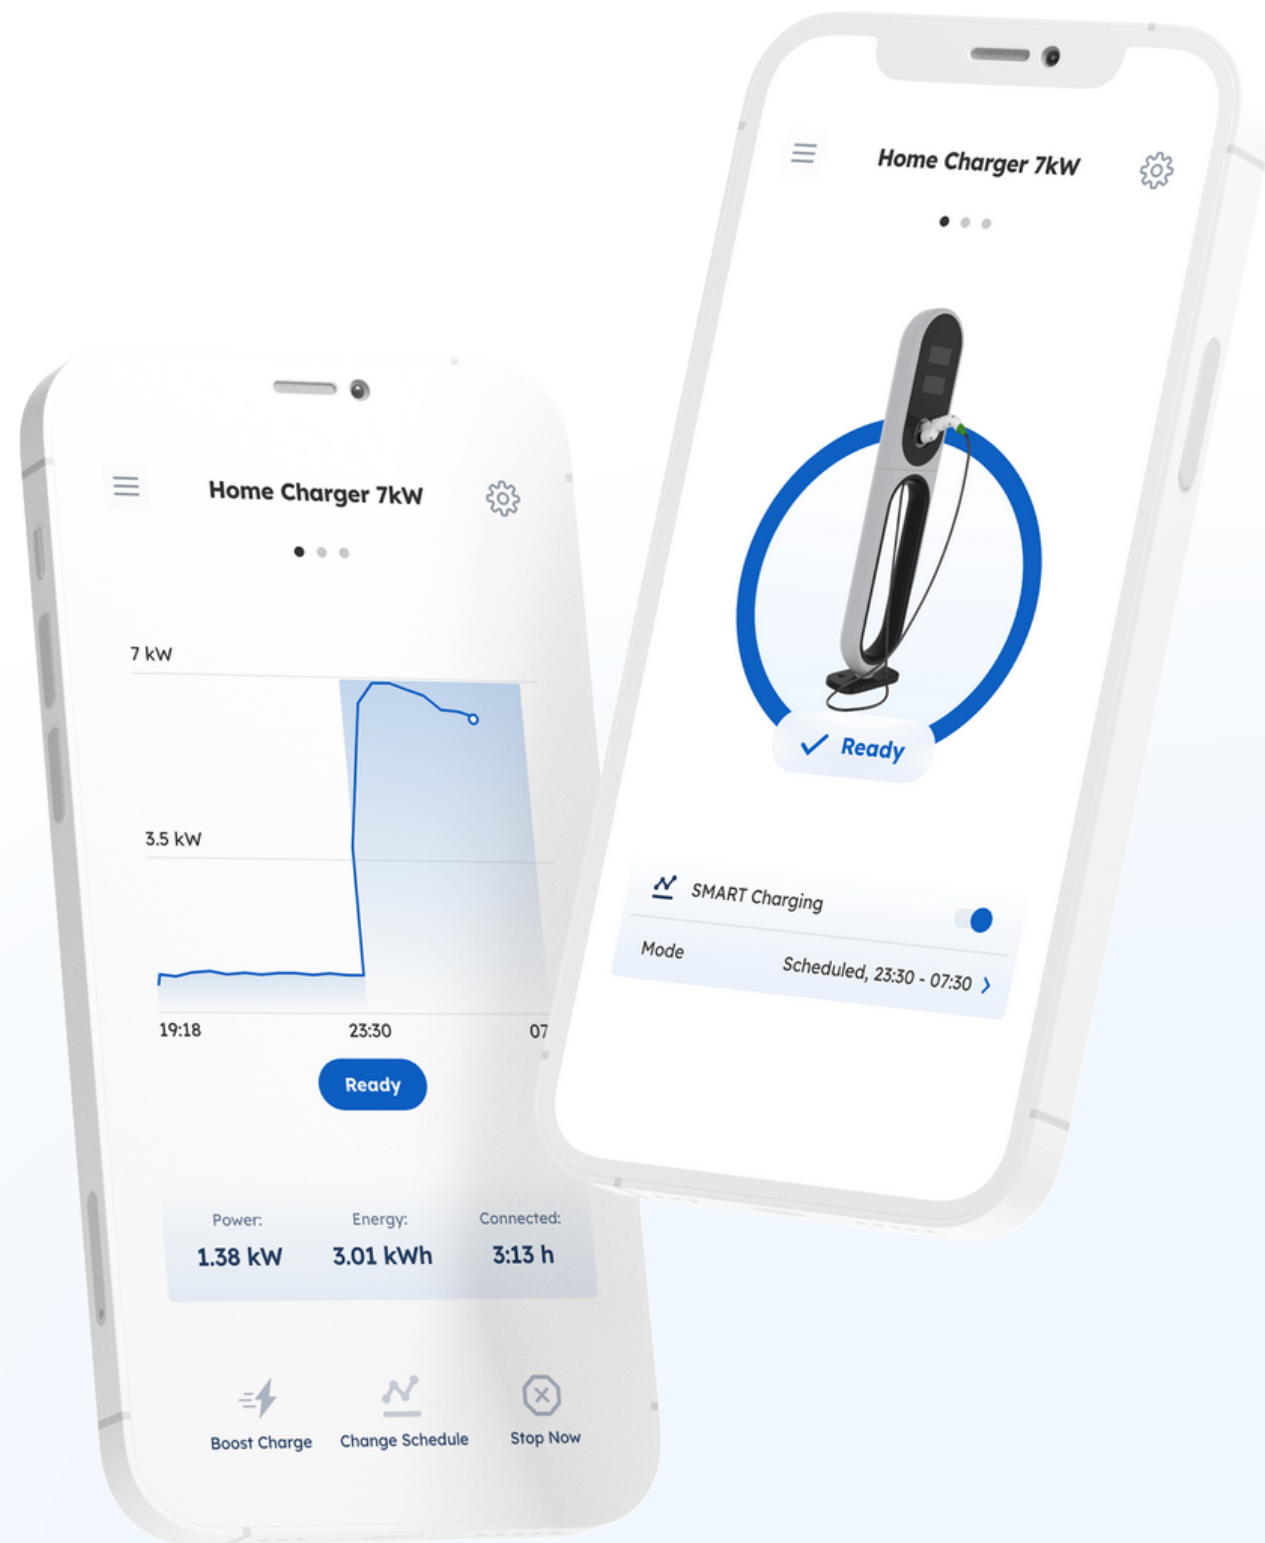 Home Charger 7kW
7 kW
3.5 kW
19:18 23:30 07
Ready
Power: Energy: Connected:
1.38 kW 3.01 kWh 3:13 h
Boost Charge Change Schedule Stop Now
Home Charger 7kW
Ready
SMART Charging
Mode Scheduled, 23:30 - 07:30